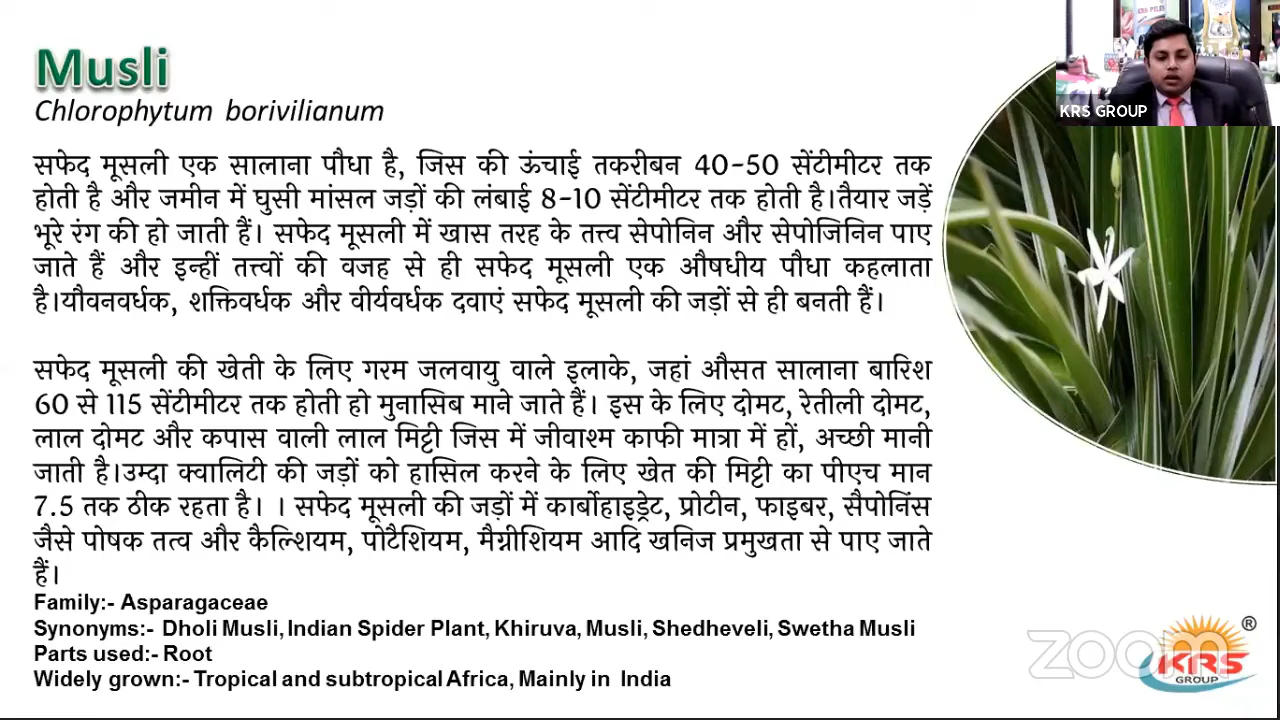 Musli
Chlorophytum borivilianum
सफेद मूसली एक सालाना पौधा है, जिस की ऊंचाई तकरीबन 40-50 सेंटीमीटर तक
होती है और जमीन में घुसी मांसल जड़ों की लंबाई 8-10 सेंटीमीटर तक होती है।तैयार जड़ें
भूरे रंग की हो जाती हैं। सफेद मूसली में खास तरह के तत्त्व सेपोनिन और सेपोजिनिन पाए
जाते हैं और इन्हीं तत्त्वों की वजह से ही सफेद मूसली एक औषधीय पौधा कहलाता
है।यौवनवर्धक, शक्तिवर्धक और वीर्यवर्धक दवाएं सफेद मूसली की जड़ों से ही बनती हैं।
सफेद मूसली की खेती के लिए गरम जलवायु वाले इलाके, जहां औसत सालाना बारिश
60 से 115 सेंटीमीटर तक होती हो मुनासिब माने जाते हैं। इस के लिए दोमट, रेतीली दोमट,
लाल दोमट और कपास वाली लाल मिट्टी जिस में जीवाश्म काफी मात्रा में हों, अच्छी मानी
जाती है।उम्दा क्वालिटी की जड़ों को हासिल करने के लिए खेत की मिट्टी का पीएच मान
7.5 तक ठीक रहता है। । सफेद मूसली की जड़ों में कार्बोहाइड्रेट, प्रोटीन, फाइबर, सैपोनिंस
जैसे पोषक तत्व और कैल्शियम, पोटैशियम, मैग्नीशियम आदि खनिज प्रमुखता से पाए जाते
हैं।
Family:- Asparagaceae
Synonyms:- Dholi Musli, Indian Spider Plant, Khiruva, Musli, Shedheveli, Swetha Musli
Parts used:- Root
Widely grown:- Tropical and subtropical Africa, Mainly in India
KRS GROUP
zoom
KRS
GROUP
®